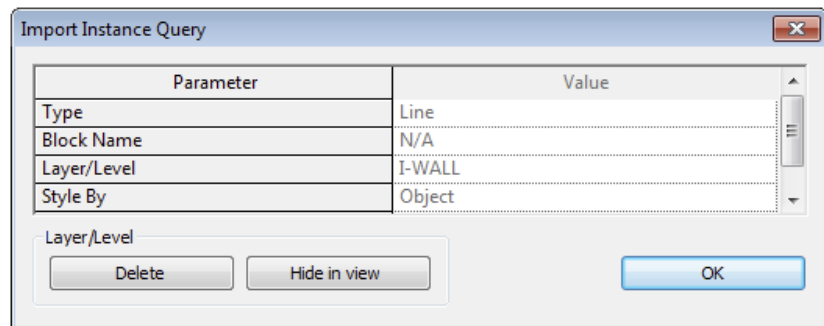 Import Instance Query
Parameter Value
Type Line
Block Name N/A
Layer/Level I-WALL
Style By Object
Layer/Level
Delete Hide in view OK